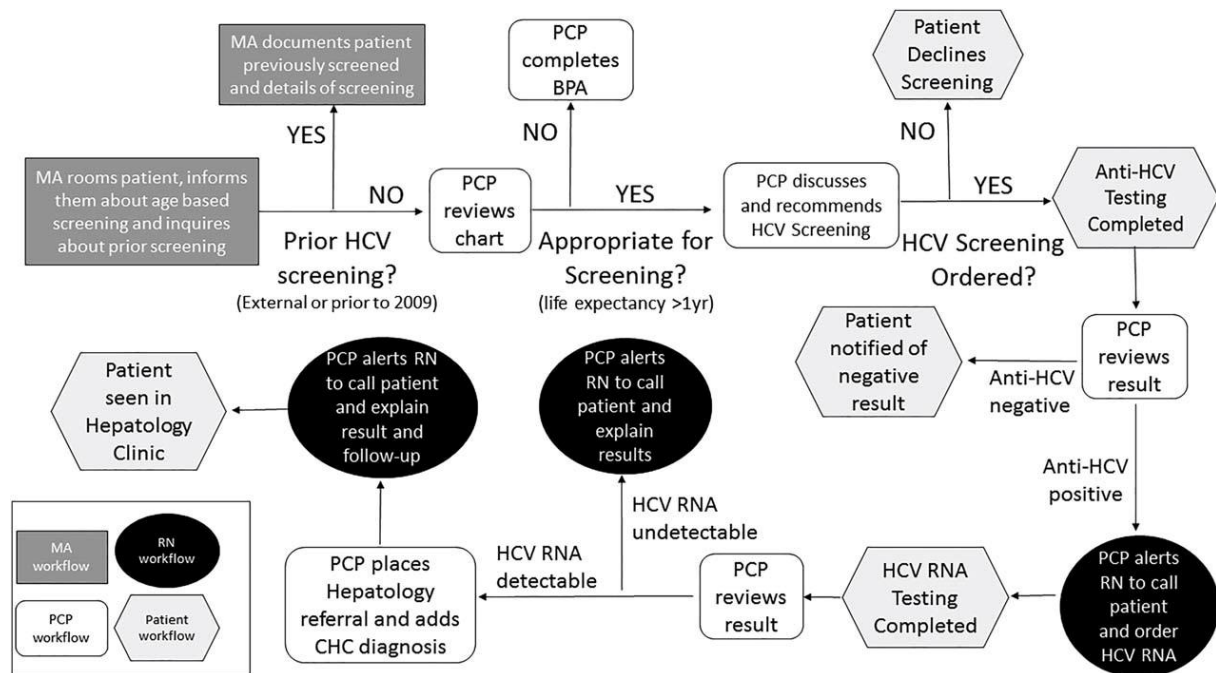 MA documents patient
previously screened
and details of screening
PCP
completes
BPA
Patient
Declines
Screening
YES
NO
NO
MA rooms patient, informs
them about age based
screening and inquires
about prior screening
NO
PCP
reviews
chart
YES
PCP discusses
and recommends
HCV Screening
YES
Anti-HCV
Testing
Completed
Prior HCV
screening?
(External or prior to 2009)
Appropriate for
Screening?
(life expectancy >1yr)
HCV Screening
Ordered?
Patient
seen in
Hepatology
Clinic
PCP alerts RN
to call patient
and explain
result and
follow-up
PCP alerts
RN to call
patient and
explain
results
Patient
notified of
negative
result
Anti-HCV
negative
PCP
reviews
result
Anti-HCV
positive
HCV RNA
undetectable
HCV RNA
detectable
PCP places
Hepatology
referral and adds
CHC diagnosis
PCP
reviews
result
HCV RNA
Testing
Completed
PCP alerts
RN to call
patient
and order
HCV RNA
MA
workflow
RN
workflow
PCP
workflow
Patient
workflow